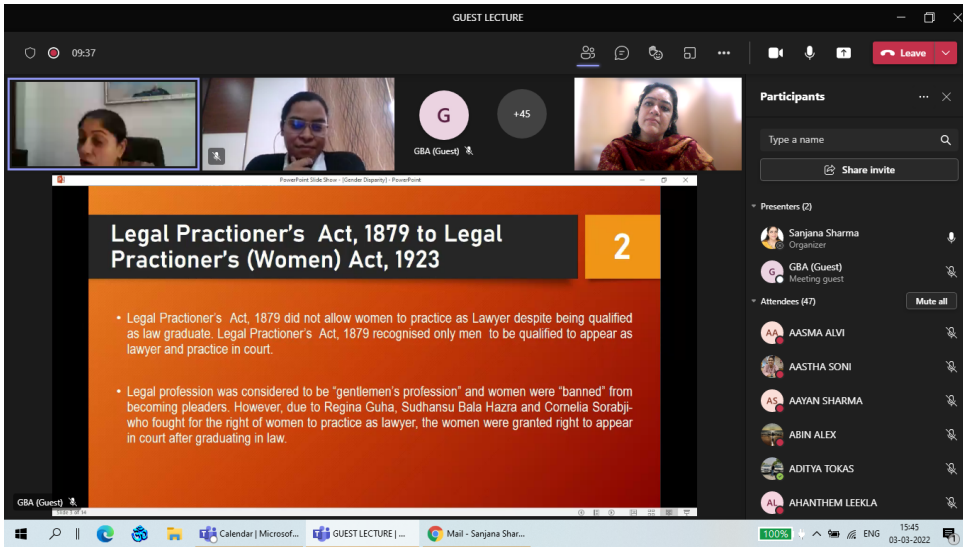 GUEST LECTURE
09:37
Leave
G
+45
GBA (Guest)
PowerPoint Slide Show - [Gender Disparity] - PowerPoint
Legal Practioner's Act, 1879 to Legal
Practioner's (Women) Act, 1923
2
• Legal Practioner's Act, 1879 did not allow women to practice as Lawyer despite being qualified
as law graduate. Legal Practioner's Act, 1879 recognised only men to be qualified to appear as
lawyer and practice in court.
• Legal profession was considered to be "gentlemen's profession" and women were "banned" from
becoming pleaders. However, due to Regina Guha, Sudhansu Bala Hazra and Cornelia Sorabji-
who fought for the right of women to practice as lawyer, the women were granted right to appear
in court after graduating in law.
GBA (Guest)
Participants
Type a name
Share invite
Presenters (2)
Sanjana Sharma
Organizer
G
GBA (Guest)
Meeting guest
Attendees (47)
Mute all
AA
AASMA ALVI
AASTHA SONI
AS
AAYAN SHARMA
ABIN ALEX
ADITYA TOKAS
AL
AHANTHEM LEEKLA
Calendar | Microsof...
GUEST LECTURE | ...
Mail - Sanjana Shar...
100%
ENG
15:45
03-03-2022
1